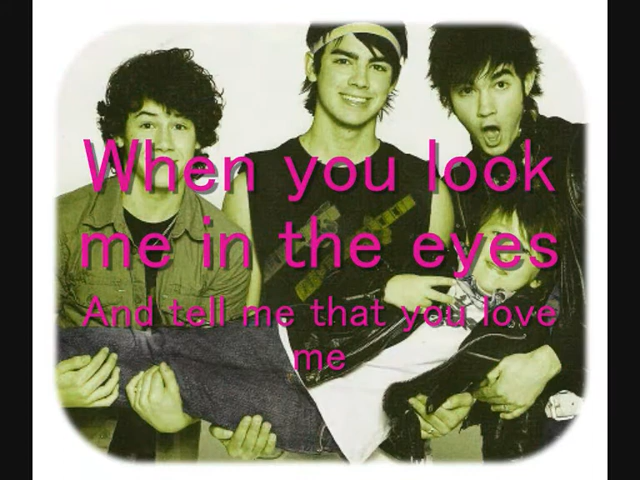 When you look
me in the eyes
And tell me that you love
me